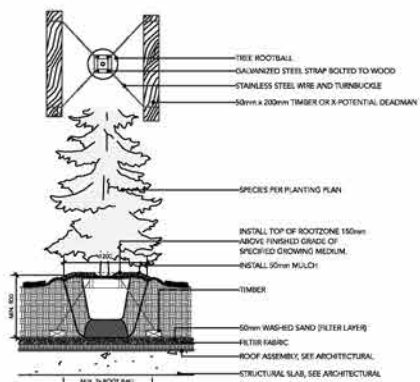 TREE ROOTBALL
GALVANIZED STEEL STRAP BOLTED TO WOOD
STAINLESS STEEL WIRE AND TURNBUCKLE
50mm x 200mm TIMBER OR X-POTENTIAL DEADMAN
SPECIES PER PLANTING PLAN
INSTALL TOP OF ROOTZONE 150mm
ABOVE FINISHED GRADE OF
SPECIFIED GROWING MEDIUM.
INSTALL 50mm MULCH
TIMBER
50mm WASHED SAND (FILTER LAYER)
FILTER FABRIC
ROOF ASSEMBLY, SEE ARCHITECTURAL
STRUCTURAL SLAB, SEE ARCHITECTURAL